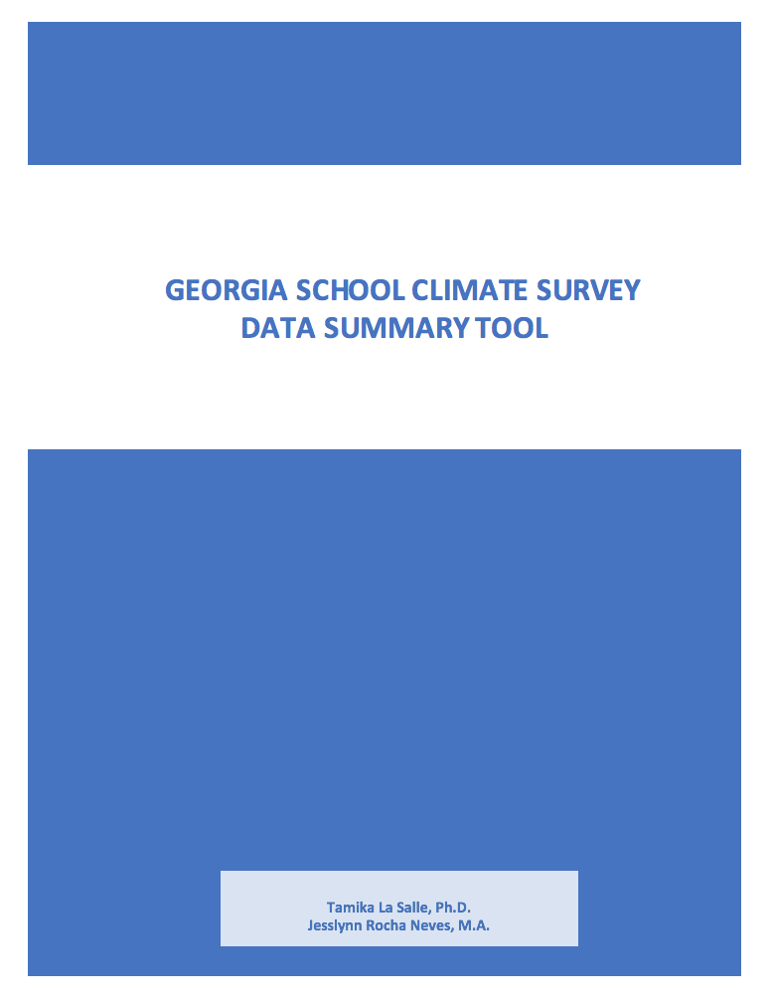 GEORGIA SCHOOL CLIMATE SURVEY
DATA SUMMARY TOOL
Tamika La Salle, Ph.D.
Jesslynn Rocha Neves, M.A.